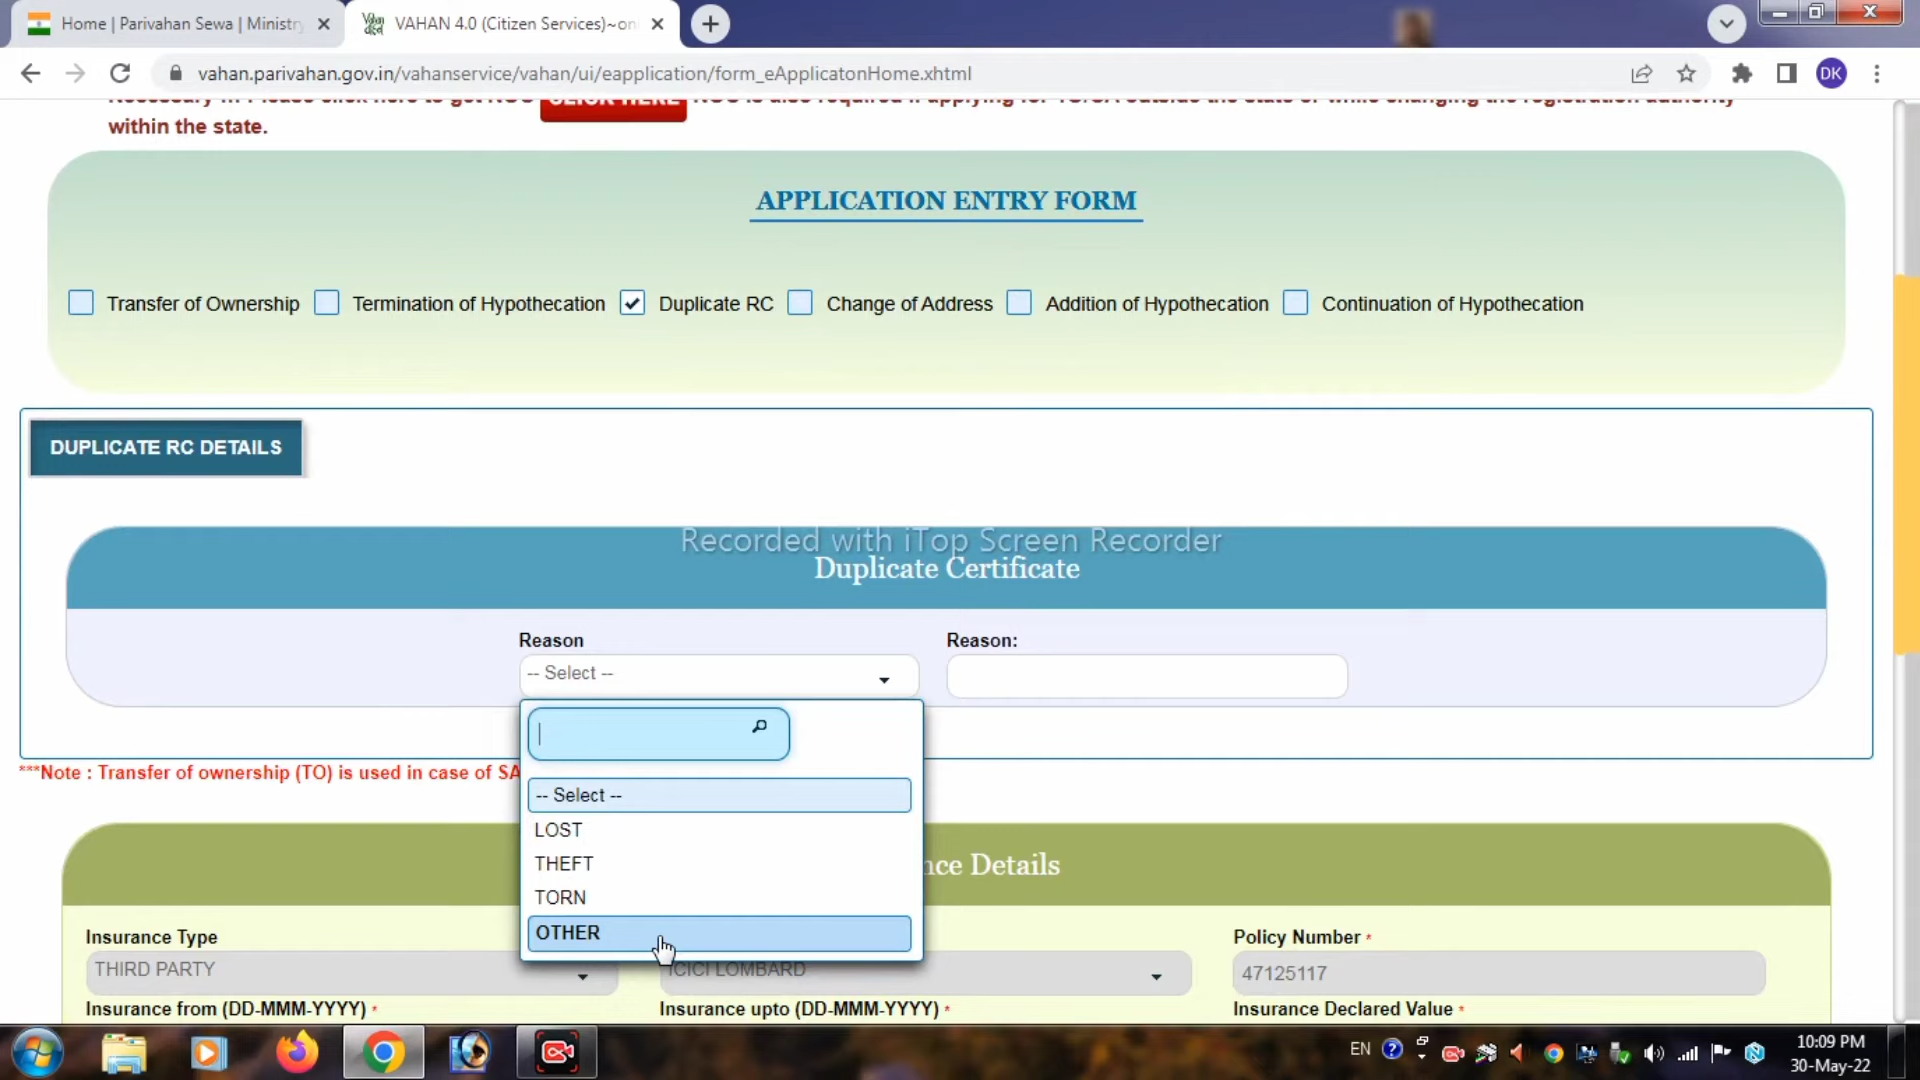 Home | Parivahan Sewa | Ministry
VAHAN 4.0 (Citizen Services)~on
vahan.parivahan.gov.in/vahanservice/vahan/ui/eapplication/form_eApplicatonHome.xhtml
DK
within the state.
APPLICATION ENTRY FORM
Transfer of Ownership Termination of Hypothecation Duplicate RC Change of Address Addition of Hypothecation Continuation of Hypothecation
DUPLICATE RC DETAILS
Recorded with iTop Screen Recorder
Duplicate Certificate
Reason Reason:
-- Select --
-- Select --
LOST
THEFT
TORN
OTHER
***Note : Transfer of ownership (TO) is used in case of SA
nce Details
Insurance Type Policy Number *
THIRD PARTY ICICI LOMBARD 47125117
Insurance from (DD-MMM-YYYY) * Insurance upto (DD-MMM-YYYY) * Insurance Declared Value *
EN
10:09 PM
30-May-22